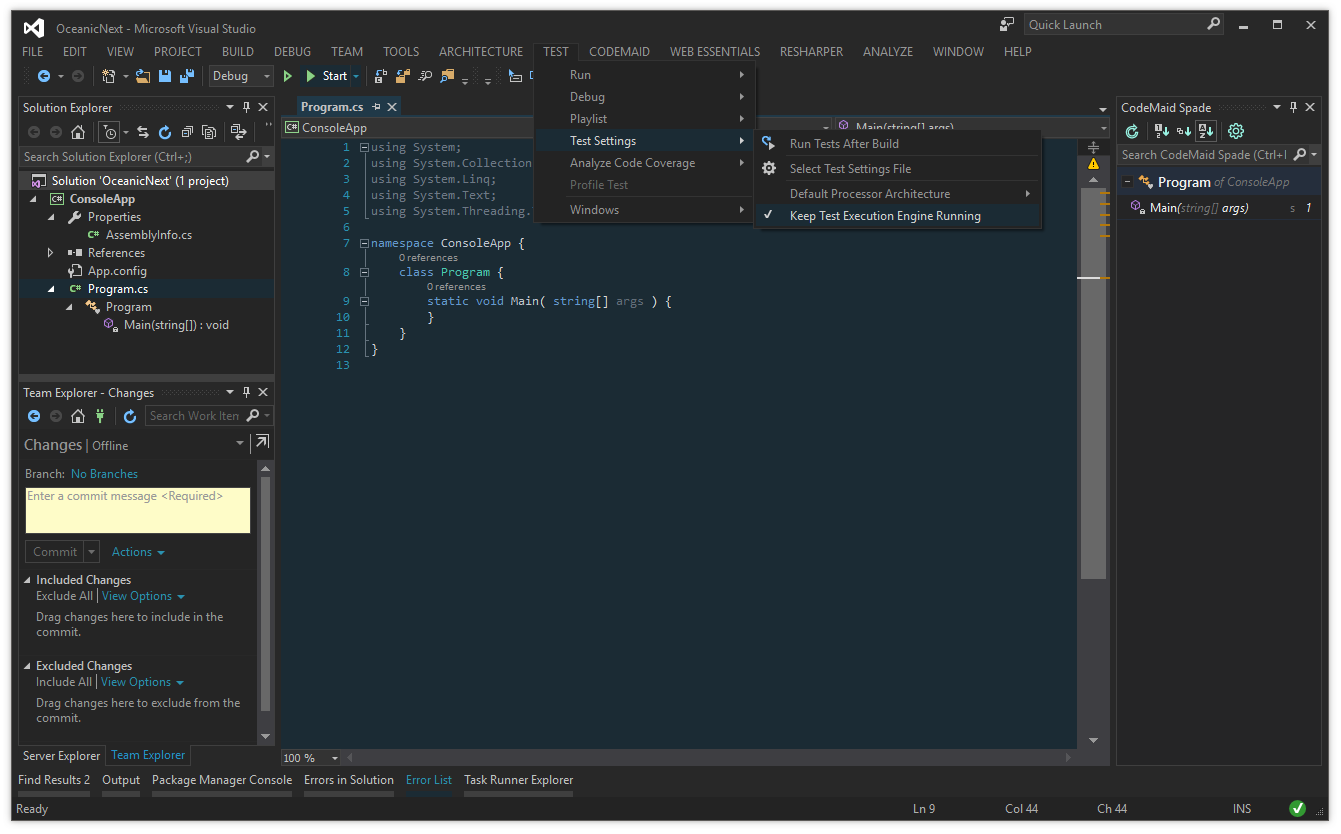 OceanicNext - Microsoft Visual Studio
Quick Launch
FILE EDIT VIEW PROJECT BUILD DEBUG TEAM TOOLS ARCHITECTURE TEST CODEMAID WEB ESSENTIALS RESHARPER ANALYZE WINDOW HELP
Debug Start
Solution Explorer
Search Solution Explorer (Ctrl+;)
Solution 'OceanicNext' (1 project)
ConsoleApp
Properties
AssemblyInfo.cs
References
App.config
Program.cs
Program
Main(string[]) : void
Team Explorer - Changes
Search Work Iten
Changes | Offline
Branch: No Branches
Enter a commit message <Required>
Commit Actions
Included Changes
Exclude All | View Options
Drag changes here to include in the
commit.
Excluded Changes
Include All | View Options
Drag changes here to exclude from the
commit.
Server Explorer Team Explorer
Program.cs
ConsoleApp
Main(string[] args)
1 using System;
2 using System.Collection
3 using System.Linq;
4 using System.Text;
5 using System.Threading.
6
7 namespace ConsoleApp {
0 references
8 class Program {
0 references
9 static void Main( string[] args ) {
10 }
11 }
12 }
13
100 %
Run
Debug
Playlist
Test Settings
Analyze Code Coverage
Profile Test
Windows
Run Tests After Build
Select Test Settings File
Default Processor Architecture
Keep Test Execution Engine Running
CodeMaid Spade
Search CodeMaid Spade (Ctrl+
Program of ConsoleApp
Main(string[] args) s 1
Find Results 2 Output Package Manager Console Errors in Solution Error List Task Runner Explorer
Ready Ln 9 Col 44 Ch 44 INS